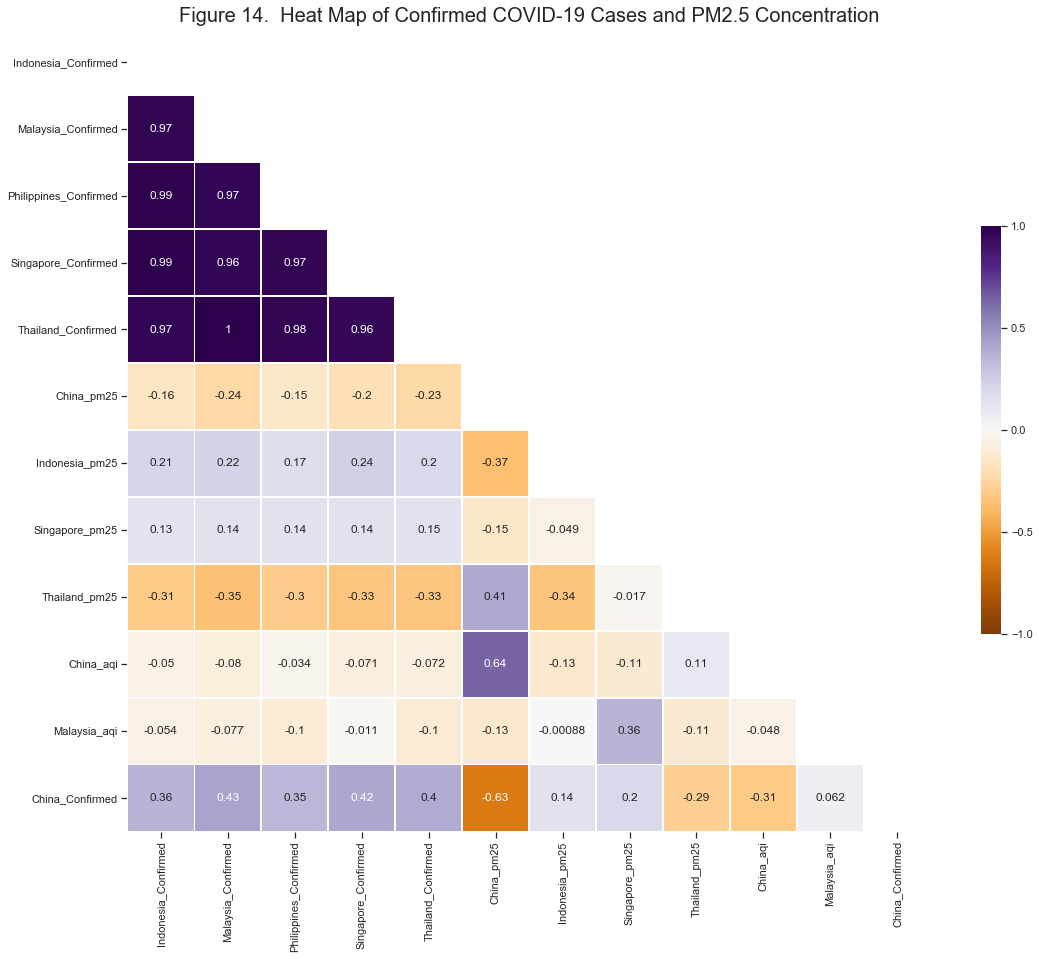 Figure 14.  Heat Map of Confirmed COVID-19 Cases and PM2.5 Concentration
Indonesia_Confirmed
Malaysia_Confirmed 0.97
Philippines_Confirmed 0.99 0.97
Singapore_Confirmed 0.99 0.96 0.97
Thailand_Confirmed 0.97 1 0.98 0.96
China_pm25 -0.16 -0.24 -0.15 -0.2 -0.23
Indonesia_pm25 0.21 0.22 0.17 0.24 0.2 -0.37
Singapore_pm25 0.13 0.14 0.14 0.14 0.15 -0.15 -0.049
Thailand_pm25 -0.31 -0.35 -0.3 -0.33 -0.33 0.41 -0.34 -0.017
China_aqi -0.05 -0.08 -0.034 -0.071 -0.072 0.64 -0.13 -0.11 0.11
Malaysia_aqi -0.054 -0.077 -0.1 -0.011 -0.1 -0.13 -0.00088 0.36 -0.11 -0.048
China_Confirmed 0.36 0.43 0.35 0.42 0.4 -0.63 0.14 0.2 -0.29 -0.31 0.062
Indonesia_Confirmed
Malaysia_Confirmed
Philippines_Confirmed
Singapore_Confirmed
Thailand_Confirmed
China_pm25
Indonesia_pm25
Singapore_pm25
Thailand_pm25
China_aqi
Malaysia_aqi
China_Confirmed
1.0
0.5
0.0
−0.5
−1.0